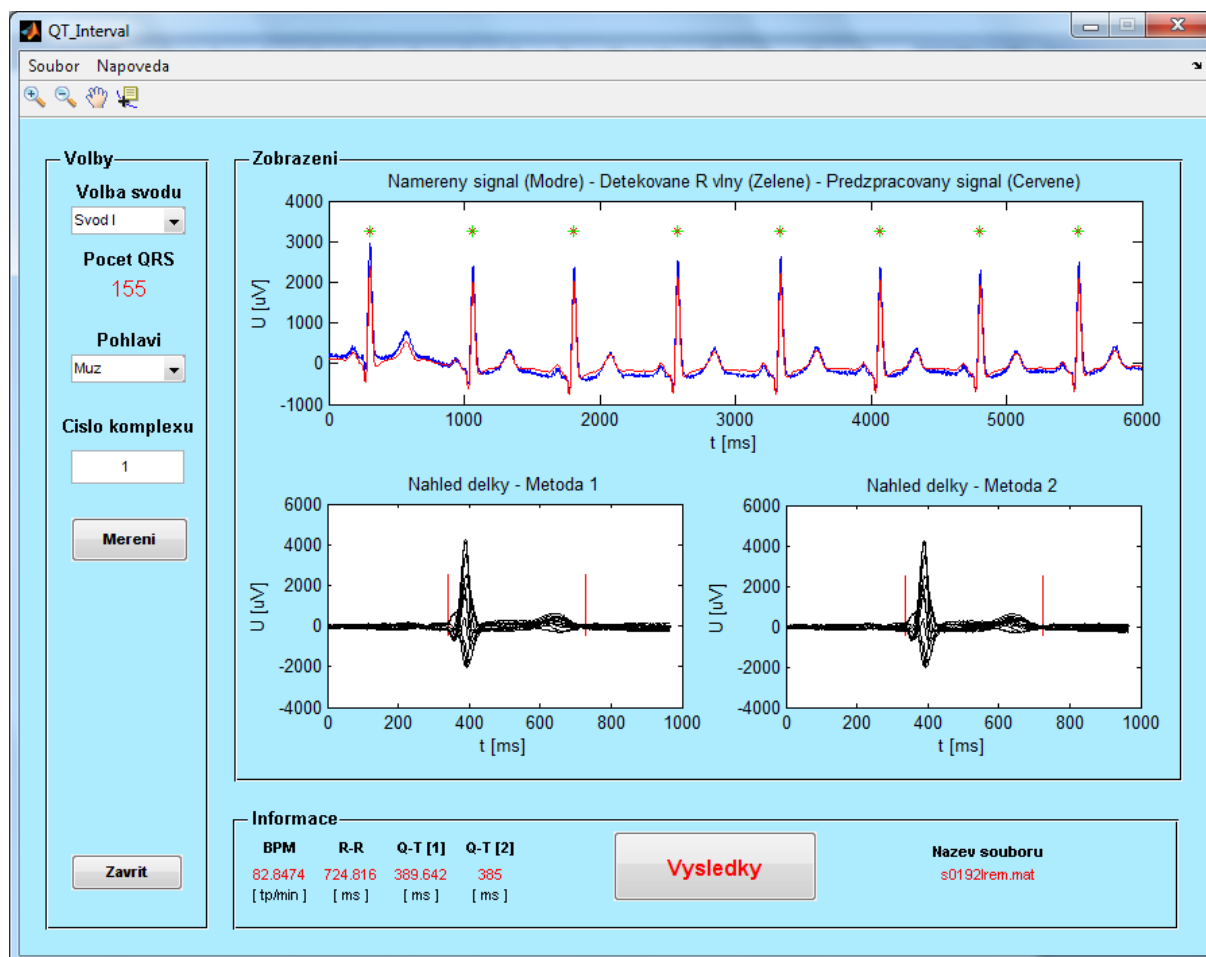 QT_Interval
Soubor Napoveda
Volby
Volba svodu
Svod I
Pocet QRS
155
Pohlavi
Muz
Cislo komplexu
1
Mereni
Zavrit
Zobrazeni
Namereny signal (Modre) - Detekovane R vlny (Zelene) - Predzpracovany signal (Cervene)
4000
3000
2000
1000
0
-1000
U [uV]
0 1000 2000 3000 4000 5000 6000
t [ms]
Nahled delky - Metoda 1
6000
4000
2000
0
-2000
-4000
U [uV]
0 200 400 600 800 1000
t [ms]
Nahled delky - Metoda 2
6000
4000
2000
0
-2000
-4000
U [uV]
0 200 400 600 800 1000
t [ms]
Informace
BPM R-R Q-T [1] Q-T [2]
82.8474 724.816 389.642 385
[ tp/min ] [ ms ] [ ms ] [ ms ]
Vysledky
Nazev souboru
s0192lrem.mat